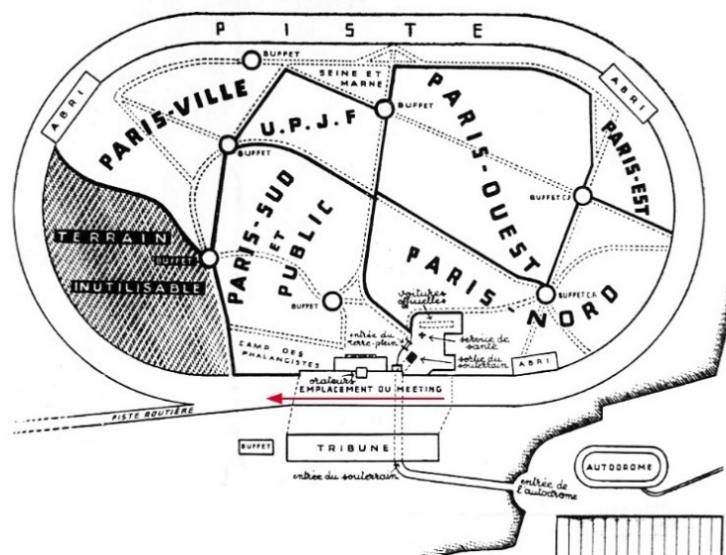 PISTE
BUFFET
SEINE ET
MARNE
ABRI
ABRI
PARIS-VILLE
U.P.J.F
BUFFET
PARIS-OUEST
PARIS-EST
BUFFET
BUFFET C.F.
PARIS-SUD
ET
PUBLIC
TERRAIN
BUFFET
INUTILISABLE
PARIS-NORD
BUFFET
voitures
officielles
BUFFET C.F.
entrée du
terre-plein
service de
santé
CAMP DES
PHALANGISTES
sortie du
souterrain
ABRI
orateurs
EMPLACEMENT DU MEETING
PISTE ROUTIÈRE
BUFFET
TRIBUNE
entrée du souterrain
AUTODROME
entrée de
l'autodrome